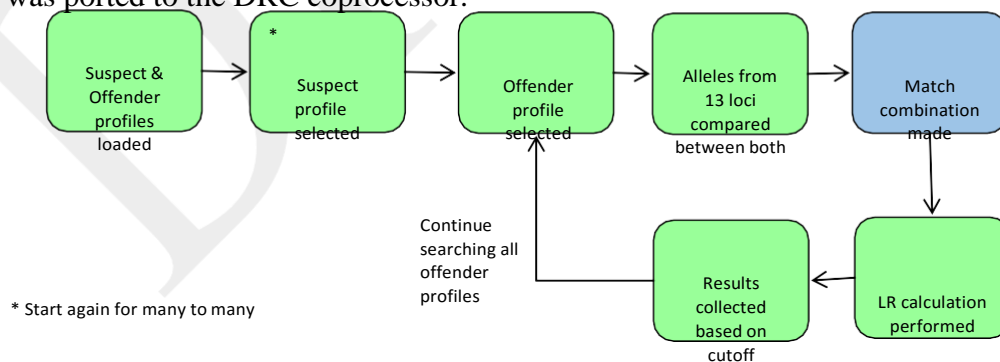 was ported to the DRC coprocessor.
*
Suspect &
Offender
profiles
loaded
Suspect
profile
selected
Offender
profile
selected
Alleles from
13 loci
compared
between both
Match
combination
made
Continue
searching all
offender
profiles
Results
collected
based on
cutoff
LR calculation
performed
* Start again for many to many